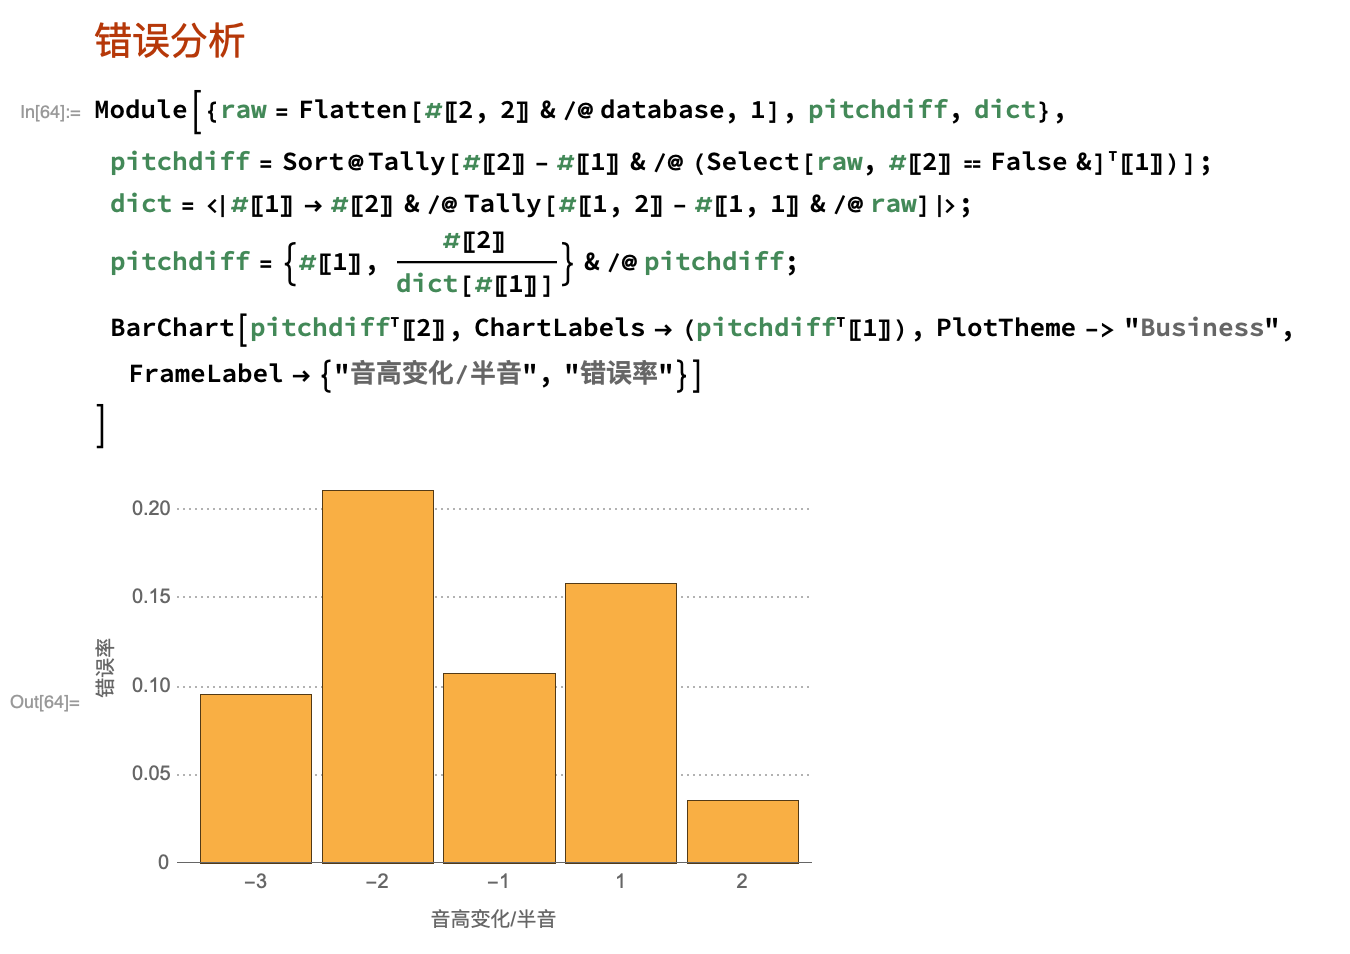 错误分析
In[64]:= Module[{raw = Flatten[#⟦2, 2⟧ & /@ database, 1], pitchdiff, dict},
pitchdiff = Sort@Tally[#⟦2⟧ - #⟦1⟧ & /@ (Select[raw, #⟦2⟧ == False &]ᵀ⟦1⟧)];
dict = <|#⟦1⟧ → #⟦2⟧ & /@ Tally[#⟦1, 2⟧ - #⟦1, 1⟧ & /@ raw]|>;
pitchdiff = {#⟦1⟧, #⟦2⟧ / dict[#⟦1⟧]} & /@ pitchdiff;
BarChart[pitchdiffᵀ⟦2⟧, ChartLabels → (pitchdiffᵀ⟦1⟧), PlotTheme -> "Business",
FrameLabel → {"音高变化/半音", "错误率"}]
]
Out[64]=
错误率
0.20
0.15
0.10
0.05
0
-3 -2 -1 1 2
音高变化/半音